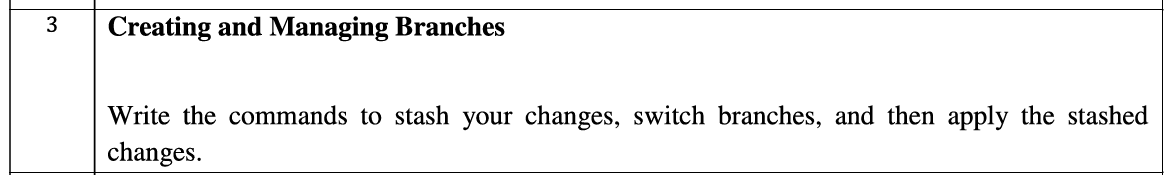 3
Creating and Managing Branches
Write the commands to stash your changes, switch branches, and then apply the stashed
changes.